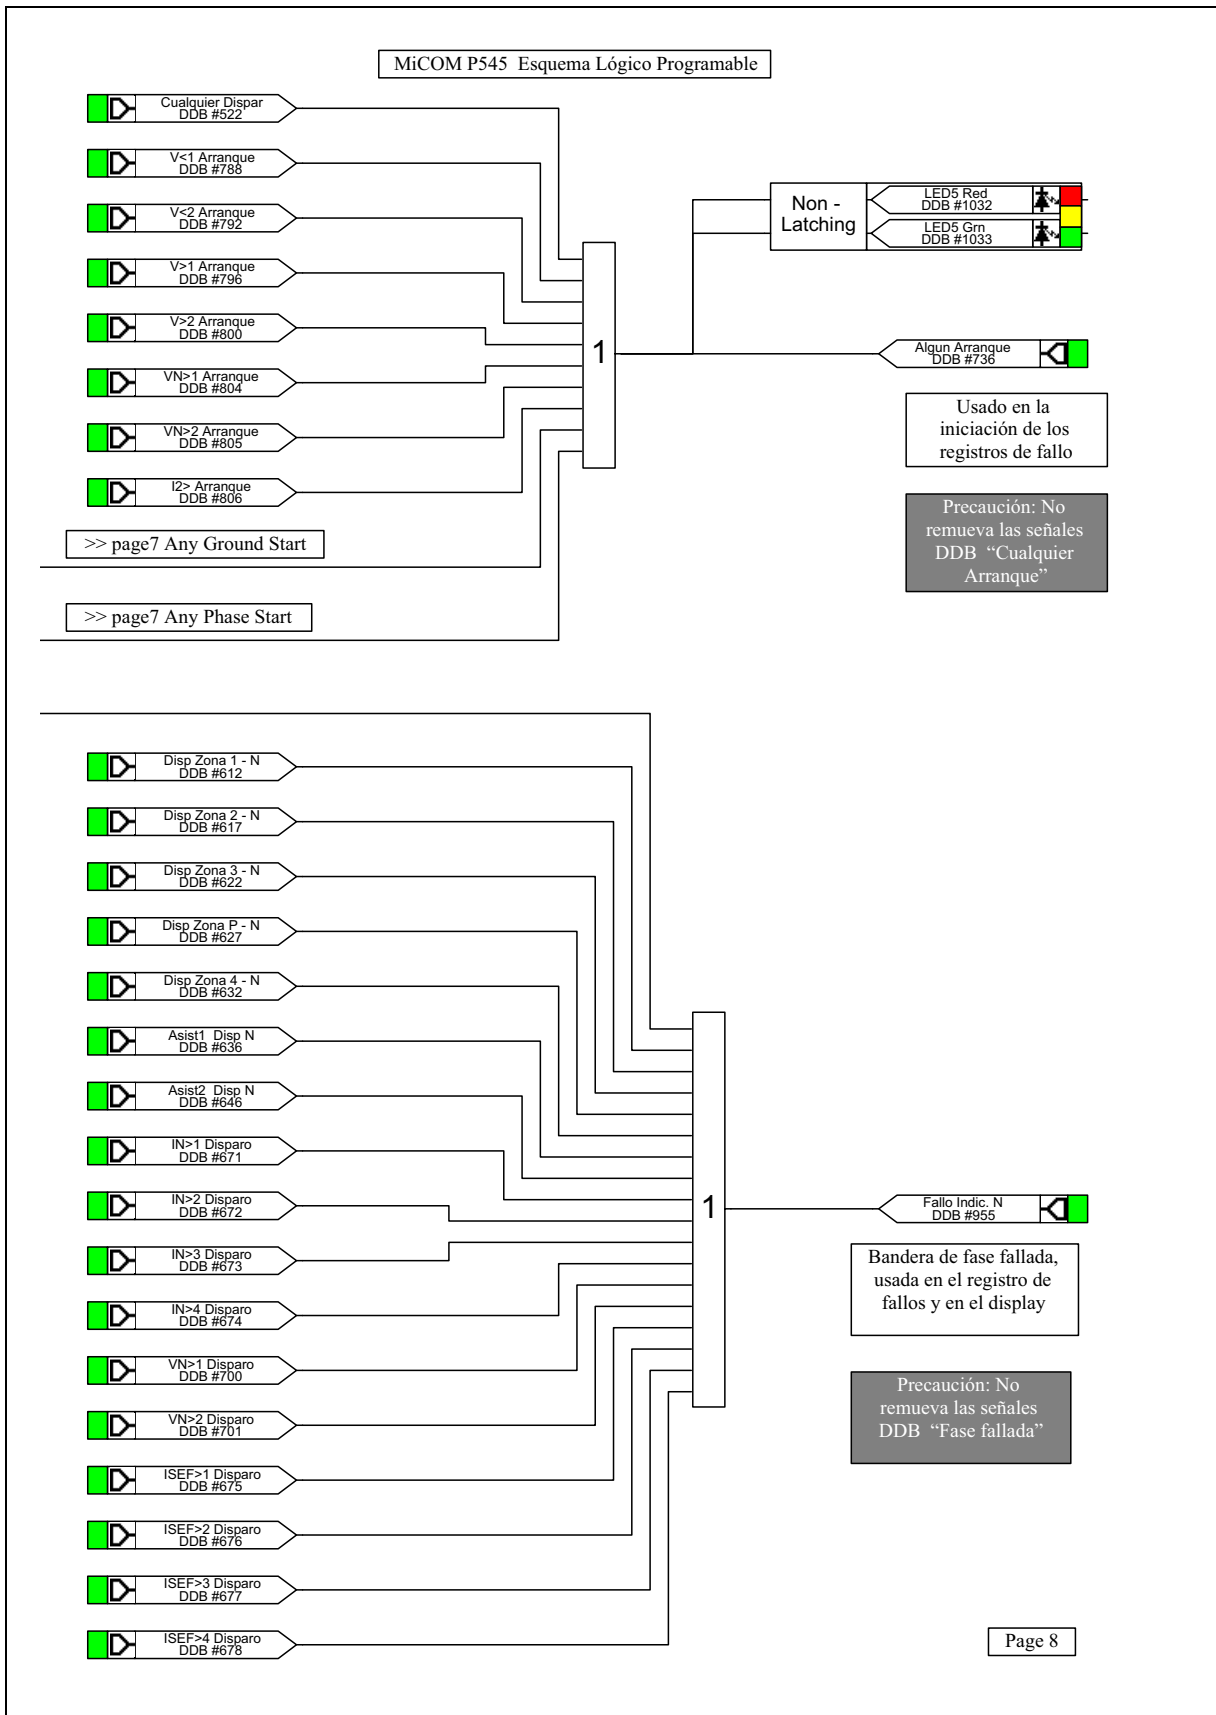 MiCOM P545 Esquema Lógico Programable
Cualquier Dispar
DDB #522
V<1 Arranque
DDB #788
V<2 Arranque
DDB #792
V>1 Arranque
DDB #796
V>2 Arranque
DDB #800
VN>1 Arranque
DDB #804
VN>2 Arranque
DDB #805
I2> Arranque
DDB #806
>> page7 Any Ground Start
>> page7 Any Phase Start
1
Non -
Latching
LED5 Red
DDB #1032
LED5 Grn
DDB #1033
Algun Arranque
DDB #736
Usado en la
iniciación de los
registros de fallo
Precaución: No
remueva las señales
DDB “Cualquier
Arranque”
Disp Zona 1 - N
DDB #612
Disp Zona 2 - N
DDB #617
Disp Zona 3 - N
DDB #622
Disp Zona P - N
DDB #627
Disp Zona 4 - N
DDB #632
Asist1 Disp N
DDB #636
Asist2 Disp N
DDB #646
IN>1 Disparo
DDB #671
IN>2 Disparo
DDB #672
IN>3 Disparo
DDB #673
IN>4 Disparo
DDB #674
VN>1 Disparo
DDB #700
VN>2 Disparo
DDB #701
ISEF>1 Disparo
DDB #675
ISEF>2 Disparo
DDB #676
ISEF>3 Disparo
DDB #677
ISEF>4 Disparo
DDB #678
1
Fallo Indic. N
DDB #955
Bandera de fase fallada,
usada en el registro de
fallos y en el display
Precaución: No
remueva las señales
DDB “Fase fallada”
Page 8